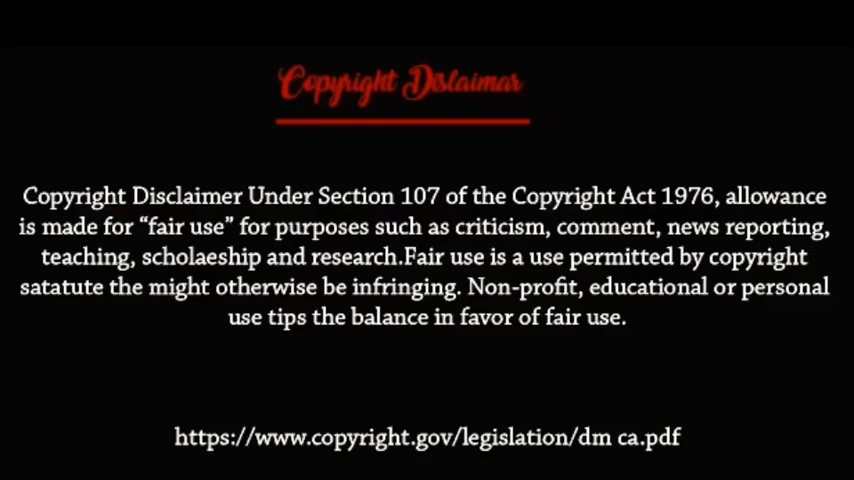 Copyright Dislaimar
Copyright Disclaimer Under Section 107 of the Copyright Act 1976, allowance
is made for “fair use” for purposes such as criticism, comment, news reporting,
teaching, scholaeship and research.Fair use is a use permitted by copyright
satatute the might otherwise be infringing. Non-profit, educational or personal
use tips the balance in favor of fair use.
https://www.copyright.gov/legislation/dm ca.pdf